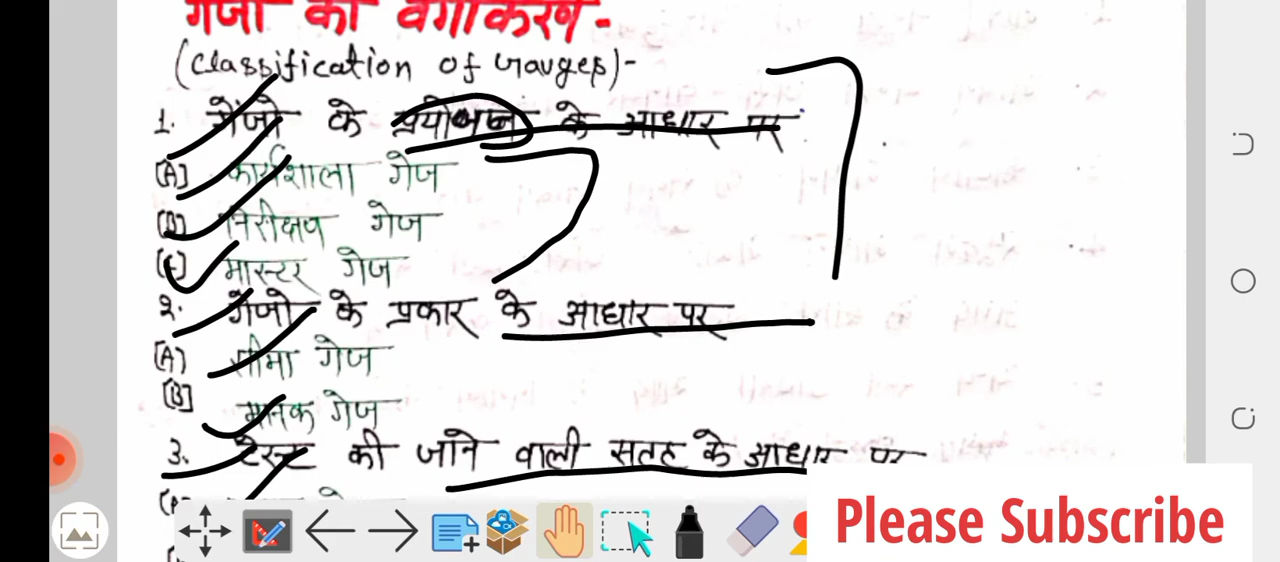 गेजों का वर्गीकरण-
(Classification of Gauges)-
1. गेंजो के प्रयोजन के आधार पर
(A) कार्यशाला गेज
(B) निरीक्षण गेज
(C) मास्टर गेज
२. गेंजो के प्रकार के आधार पर
(A) सीमा गेज
(B) मानक गेज
3. टेस्ट की जाने वाली सतह के आधार पर
Please Subscribe